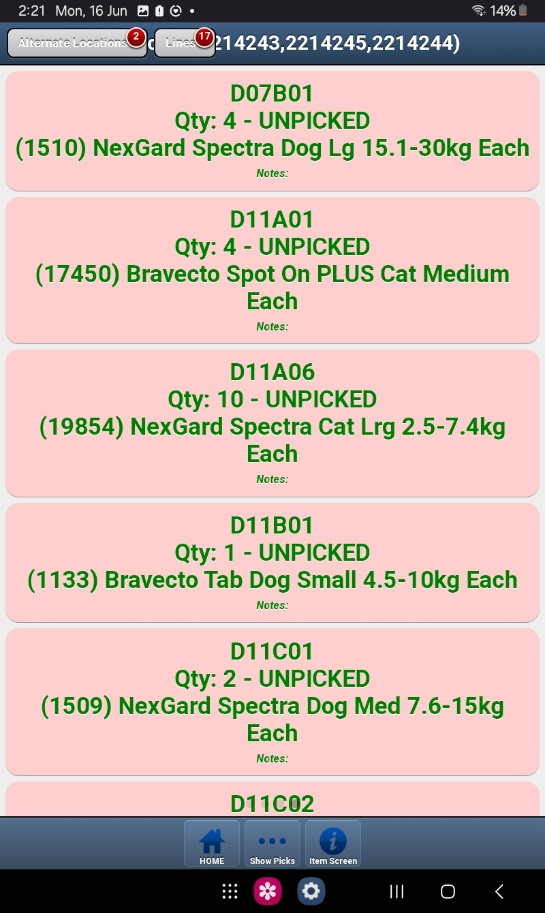 2:21 Mon, 16 Jun
14%
Alternate Locations 2
Lines 17
2214243,2214245,2214244)
D07B01
Qty: 4 - UNPICKED
(1510) NexGard Spectra Dog Lg 15.1-30kg Each
Notes:
D11A01
Qty: 4 - UNPICKED
(17450) Bravecto Spot On PLUS Cat Medium
Each
Notes:
D11A06
Qty: 10 - UNPICKED
(19854) NexGard Spectra Cat Lrg 2.5-7.4kg
Each
Notes:
D11B01
Qty: 1 - UNPICKED
(1133) Bravecto Tab Dog Small 4.5-10kg Each
Notes:
D11C01
Qty: 2 - UNPICKED
(1509) NexGard Spectra Dog Med 7.6-15kg
Each
Notes:
D11C02
HOME
Show Picks
Item Screen